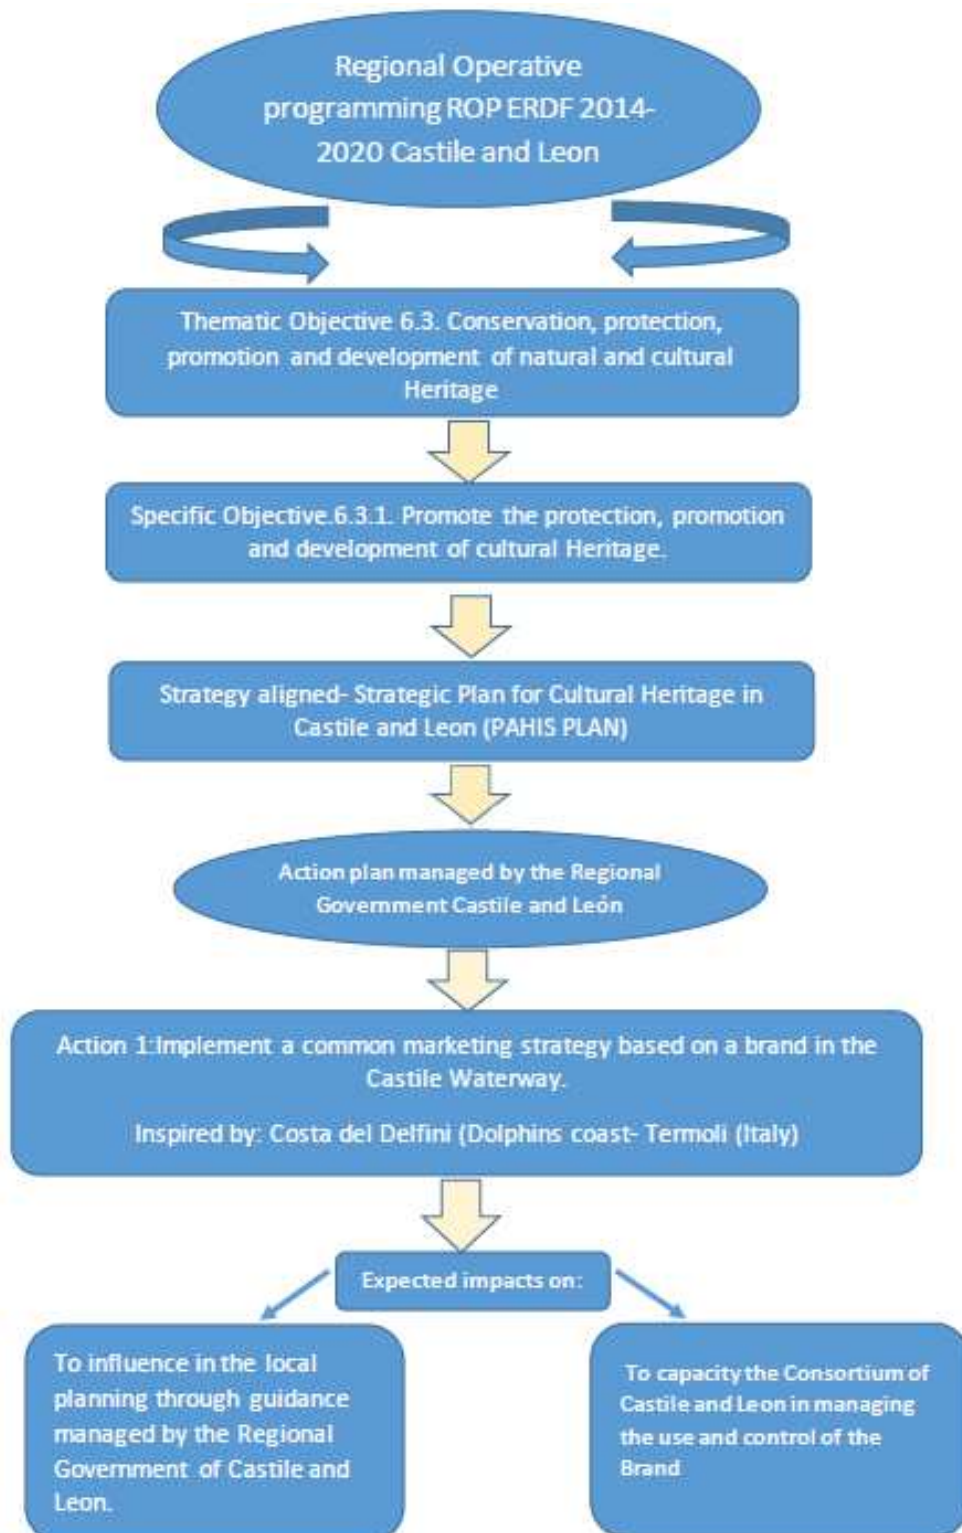 Regional Operative
programming ROP ERDF 2014-
2020 Castile and Leon
Thematic Objective 6.3. Conservation, protection,
promotion and development of natural and cultural
Heritage
Specific Objective.6.3.1. Promote the protection, promotion
and development of cultural Heritage.
Strategy aligned- Strategic Plan for Cultural Heritage in
Castile and Leon (PAHIS PLAN)
Action plan managed by the Regional
Government Castile and León
Action 1:Implement a common marketing strategy based on a brand in the
Castile Waterway.
Inspired by: Costa del Delfini (Dolphins coast- Termoli (Italy)
Expected impacts on:
To influence in the local
planning through guidance
managed by the Regional
Government of Castile and
Leon.
To capacity the Consortium of
Castile and Leon in managing
the use and control of the
Brand